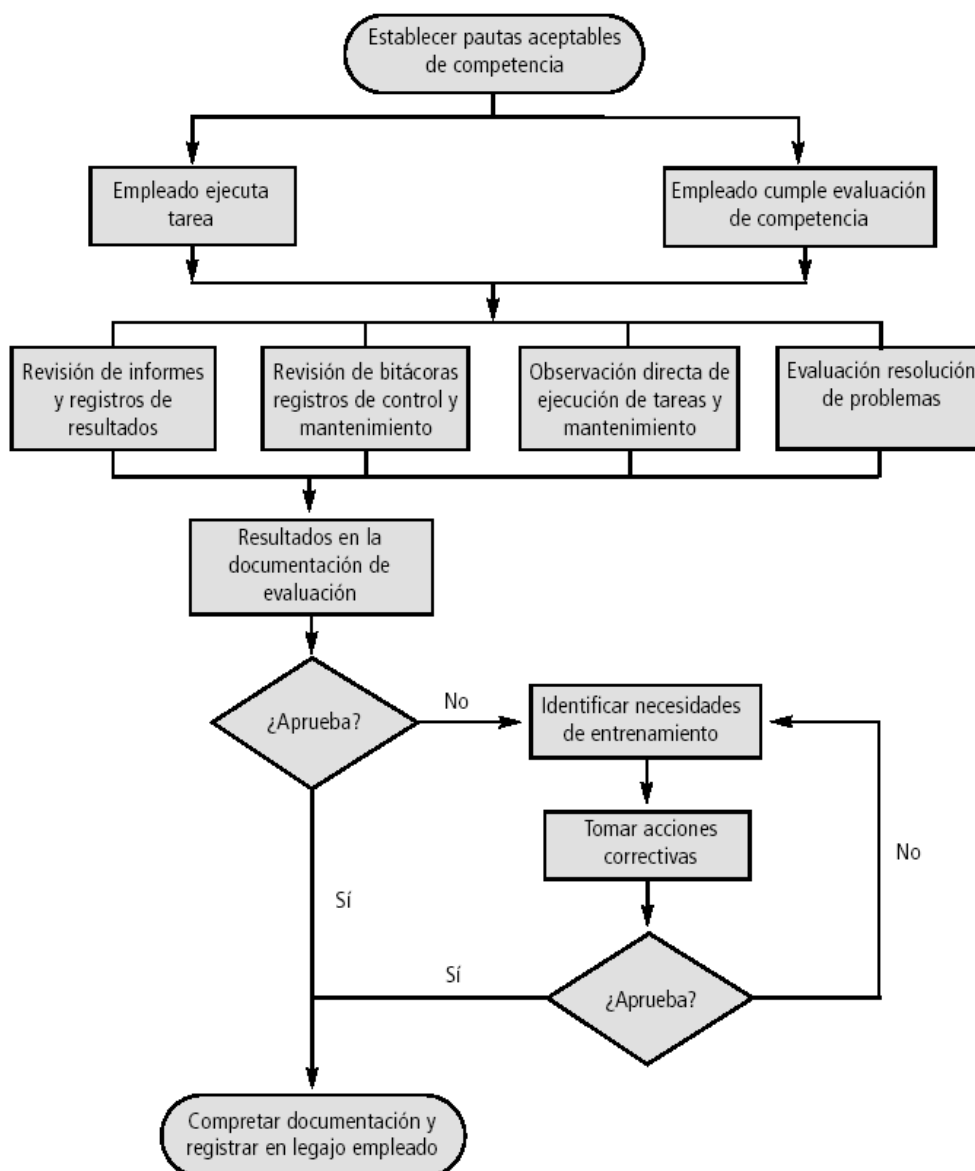 Establecer pautas aceptables
de competencia
Empleado ejecuta
tarea
Empleado cumple evaluación
de competencia
Revisión de informes
y registros de
resultados
Revisión de bitácoras
registros de control y
mantenimiento
Observación directa de
ejecución de tareas y
mantenimiento
Evaluación resolución
de problemas
Resultados en la
documentación de
evaluación
¿Aprueba?
No
Identificar necesidades
de entrenamiento
Tomar acciones
correctivas
No
Sí
Sí
¿Aprueba?
Compretar documentación y
registrar en legajo empleado